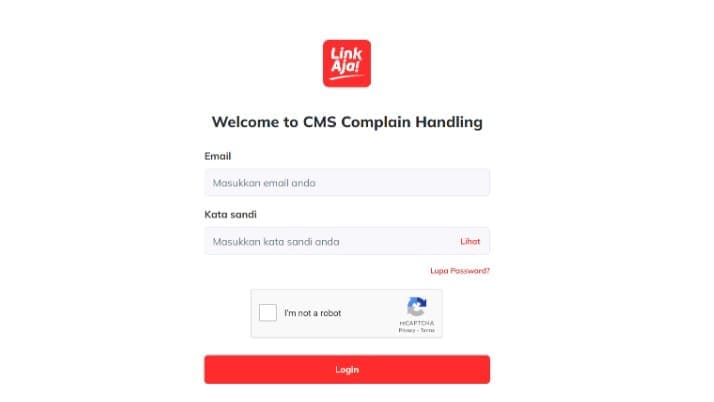 Link
Aja!
Welcome to CMS Complain Handling
Email
Masukkan email anda
Kata sandi
Masukkan kata sandi anda
Lihat
Lupa Password?
I'm not a robot
reCAPTCHA
Privacy - Terms
Login